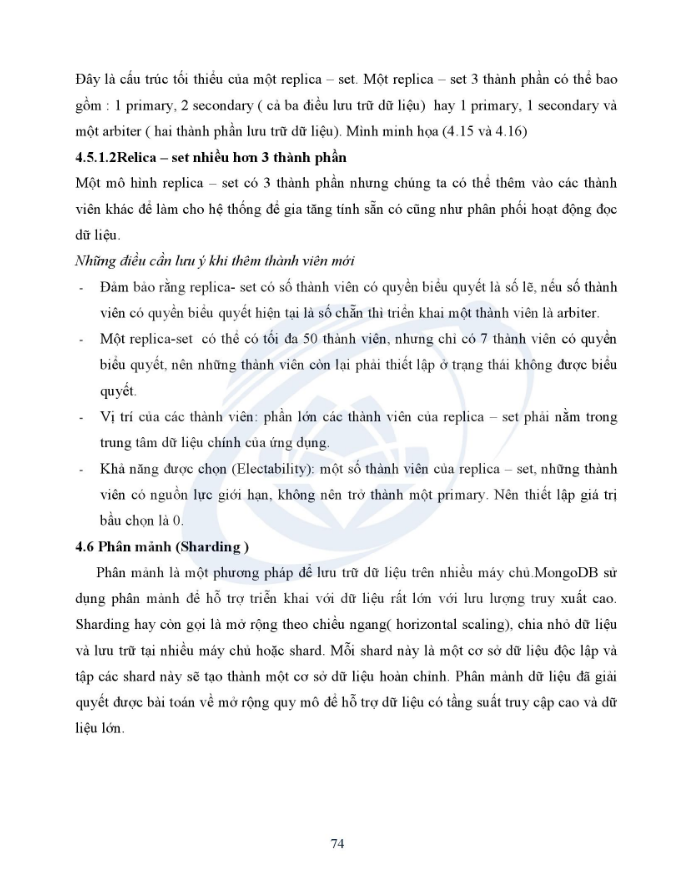 Đây là cấu trúc tối thiểu của một replica – set. Một replica – set 3 thành phần có thể bao
gồm : 1 primary, 2 secondary ( cả ba điều lưu trữ dữ liệu)  hay 1 primary, 1 secondary và
một arbiter ( hai thành phần lưu trữ dữ liệu). Mình minh họa (4.15 và 4.16)
4.5.1.2Relica – set nhiều hơn 3 thành phần
Một mô hình replica – set có 3 thành phần nhưng chúng ta có thể thêm vào các thành
viên khác để làm cho hệ thống để gia tăng tính sẵn có cũng như phân phối hoạt động đọc
dữ liệu.
Những điều cần lưu ý khi thêm thành viên mới
- Đảm bảo rằng replica- set có số thành viên có quyền biểu quyết là số lẽ, nếu số thành
viên có quyền biểu quyết hiện tại là số chẵn thì triển khai một thành viên là arbiter.
- Một replica-set  có thể có tối đa 50 thành viên, nhưng chỉ có 7 thành viên có quyền
biểu quyết, nên những thành viên còn lại phải thiết lập ở trạng thái không được biểu
quyết.
- Vị trí của các thành viên: phần lớn các thành viên của replica – set phải nằm trong
trung tâm dữ liệu chính của ứng dụng.
- Khả năng được chọn (Electability): một số thành viên của replica – set, những thành
viên có nguồn lực giới hạn, không nên trở thành một primary. Nên thiết lập giá trị
bầu chọn là 0.
4.6 Phân mảnh (Sharding )
Phân mảnh là một phương pháp để lưu trữ dữ liệu trên nhiều máy chủ.MongoDB sử
dụng phân mảnh để hỗ trợ triễn khai với dữ liệu rất lớn với lưu lượng truy xuất cao.
Sharding hay còn gọi là mở rộng theo chiều ngang( horizontal scaling), chia nhỏ dữ liệu
và lưu trữ tại nhiều máy chủ hoặc shard. Mỗi shard này là một cơ sở dữ liệu độc lập và
tập các shard này sẽ tạo thành một cơ sở dữ liệu hoàn chỉnh. Phân mảnh dữ liệu đã giải
quyết được bài toán về mở rộng quy mô để hỗ trợ dữ liệu có tầng suất truy cập cao và dữ
liệu lớn.
74